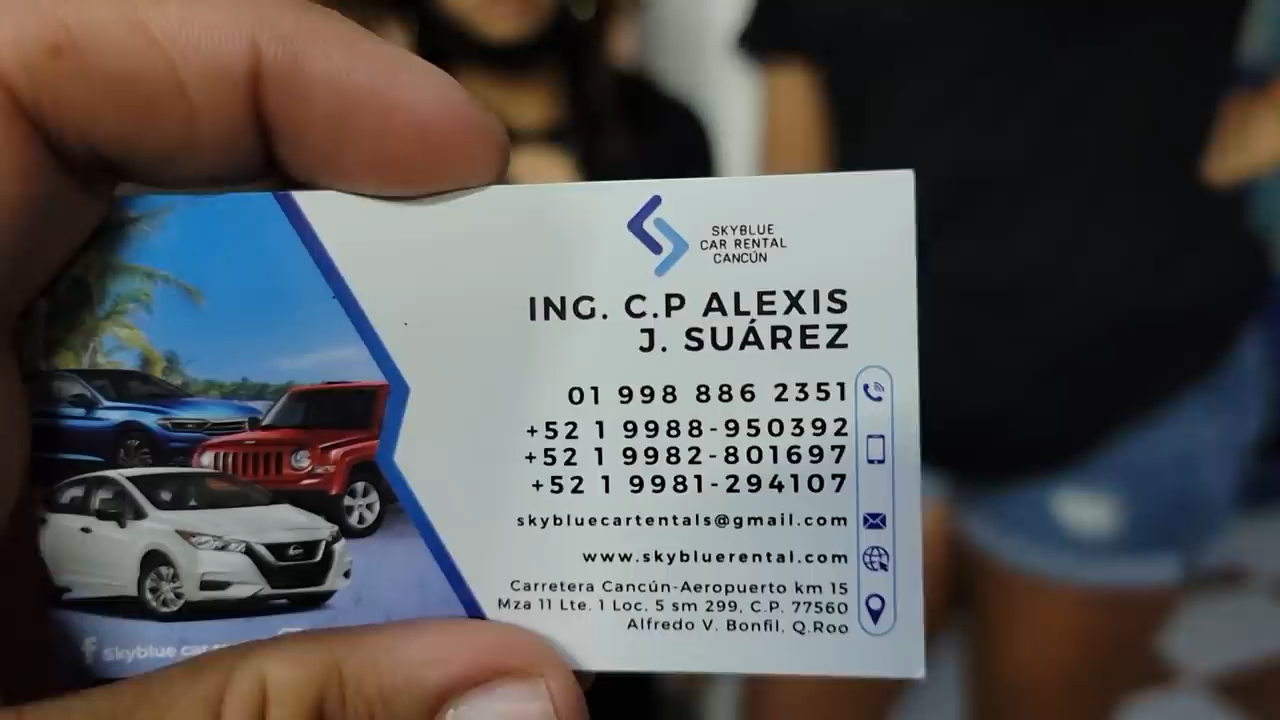 SKYBLUE
CAR RENTAL
CANCÚN
ING. C.P ALEXIS
J. SUÁREZ
01 998 886 2351
+52 1 9988-950392
+52 1 9982-801697
+52 1 9981-294107
skybluecartentals@gmail.com
www.skybluerental.com
Carretera Cancún-Aeropuerto km 15
Mza 11 Lte. 1 Loc. 5 sm 299, C.P. 77560
Alfredo V. Bonfil, Q.Roo
f Skyblue car